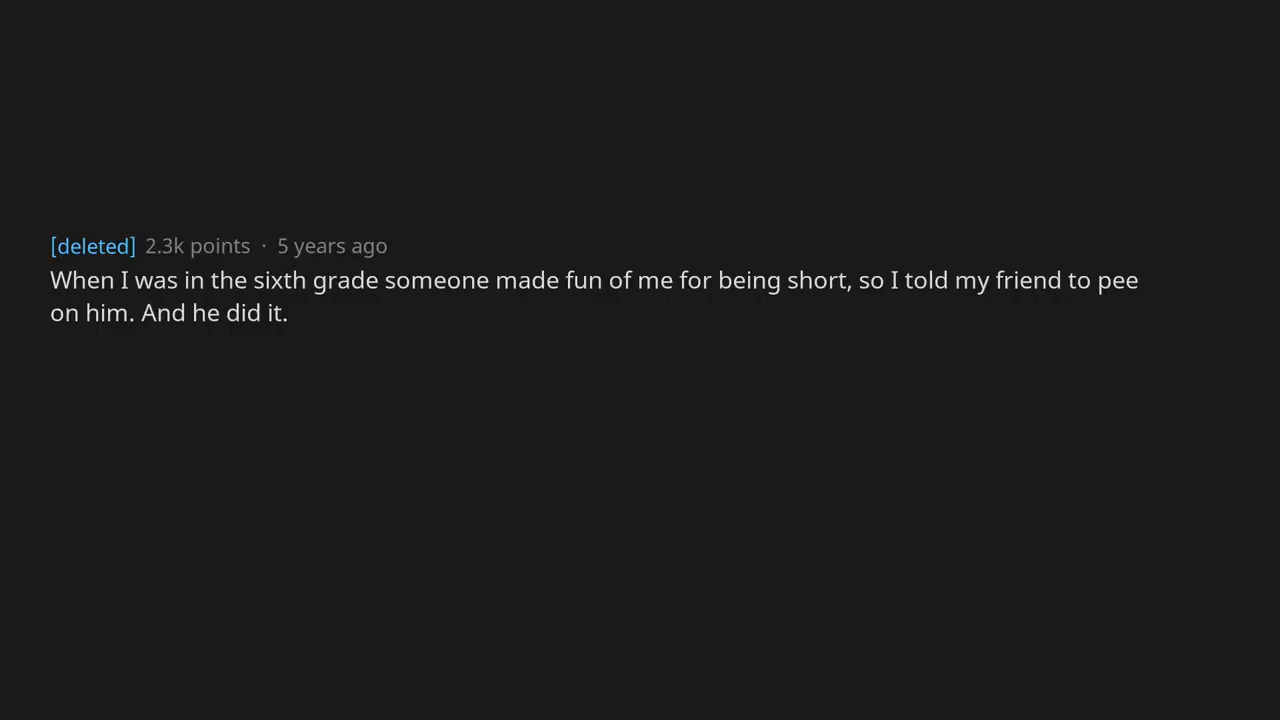 [deleted] 2.3k points · 5 years ago
When I was in the sixth grade someone made fun of me for being short, so I told my friend to pee
on him. And he did it.